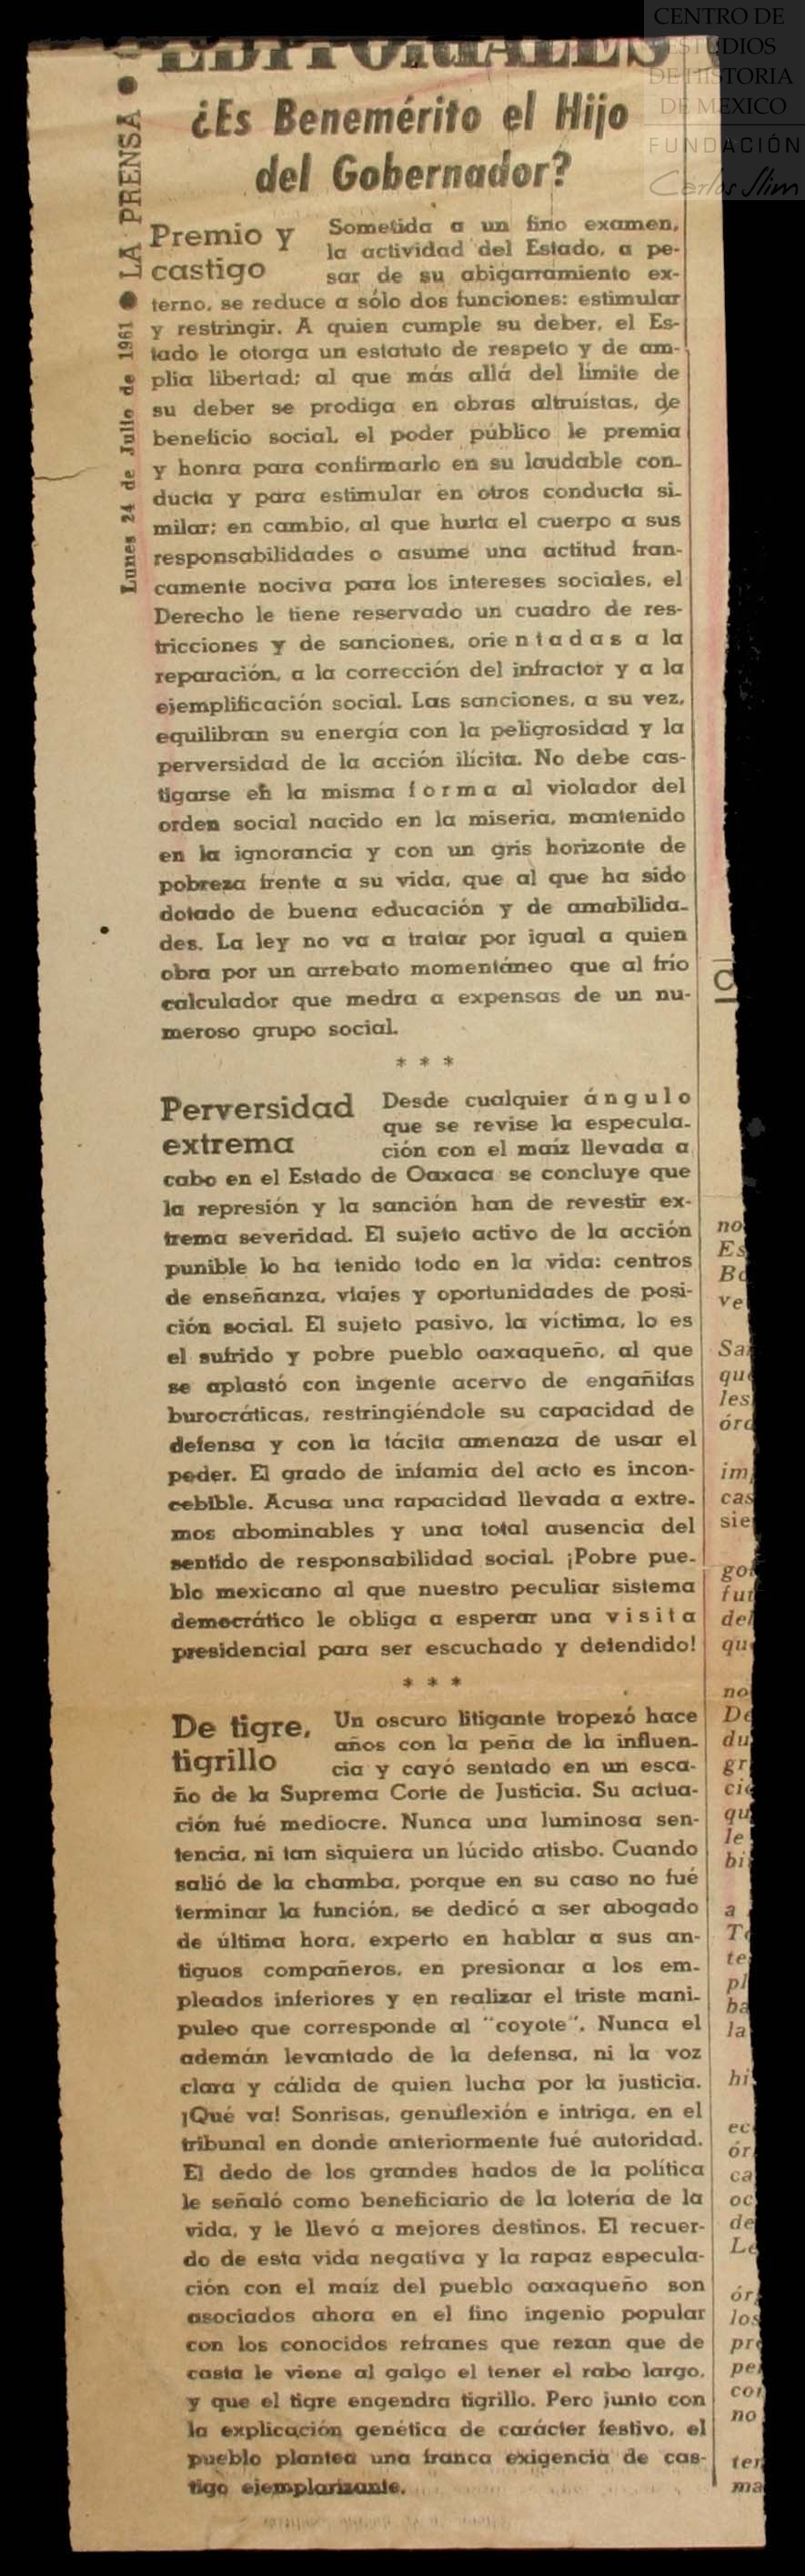 CENTRO DE
ESTUDIOS
DE HISTORIA
DE MEXICO
FUNDACIÓN
Carlos Slim
EDITORIALES
Lunes 24 de Julio de 1961 ● LA PRENSA ●
¿Es Benemérito el Hijo
del Gobernador?
Premio y
castigo
Sometida a un fino examen,
la actividad del Estado, a pe-
sar de su abigarramiento ex-
terno, se reduce a sólo dos funciones: estimular
y restringir. A quien cumple su deber, el Es-
tado le otorga un estatuto de respeto y de am-
plia libertad; al que más allá del límite de
su deber se prodiga en obras altruístas, de
beneficio social, el poder público le premia
y honra para confirmarlo en su laudable con-
ducta y para estimular en otros conducta si-
milar; en cambio, al que hurta el cuerpo a sus
responsabilidades o asume una actitud fran-
camente nociva para los intereses sociales, el
Derecho le tiene reservado un cuadro de res-
tricciones y de sanciones, orientadas a la
reparación, a la corrección del infractor y a la
ejemplificación social. Las sanciones, a su vez,
equilibran su energía con la peligrosidad y la
perversidad de la acción ilícita. No debe cas-
tigarse en la misma forma al violador del
orden social nacido en la miseria, mantenido
en la ignorancia y con un gris horizonte de
pobreza frente a su vida, que al que ha sido
dotado de buena educación y de amabilida-
des. La ley no va a tratar por igual a quien
obra por un arrebato momentáneo que al frío
calculador que medra a expensas de un nu-
meroso grupo social.
* * *
Perversidad
extrema
Desde cualquier ángulo
que se revise la especula-
ción con el maíz llevada a
cabo en el Estado de Oaxaca se concluye que
la represión y la sanción han de revestir ex-
trema severidad. El sujeto activo de la acción
punible lo ha tenido todo en la vida: centros
de enseñanza, viajes y oportunidades de posi-
ción social. El sujeto pasivo, la víctima, lo es
el sufrido y pobre pueblo oaxaqueño, al que
se aplastó con ingente acervo de engañifas
burocráticas, restringiéndole su capacidad de
defensa y con la tácita amenaza de usar el
poder. El grado de infamia del acto es incon-
cebible. Acusa una rapacidad llevada a extre-
mos abominables y una total ausencia del
sentido de responsabilidad social. ¡Pobre pue-
blo mexicano al que nuestro peculiar sistema
democrático le obliga a esperar una visita
presidencial para ser escuchado y defendido!
* * *
De tigre,
tigrillo
Un oscuro litigante tropezó hace
años con la peña de la influen-
cia y cayó sentado en un esca-
ño de la Suprema Corte de Justicia. Su actua-
ción fué mediocre. Nunca una luminosa sen-
tencia, ni tan siquiera un lúcido atisbo. Cuando
salió de la chamba, porque en su caso no fué
terminar la función, se dedicó a ser abogado
de última hora, experto en hablar a sus an-
tiguos compañeros, en presionar a los em-
pleados inferiores y en realizar el triste mani-
puleo que corresponde al "coyote". Nunca el
ademán levantado de la defensa, ni la voz
clara y cálida de quien lucha por la justicia.
¡Qué va! Sonrisas, genuflexión e intriga, en el
tribunal en donde anteriormente fué autoridad.
El dedo de los grandes hados de la política
le señaló como beneficiario de la lotería de la
vida, y le llevó a mejores destinos. El recuer-
do de esta vida negativa y la rapaz especula-
ción con el maíz del pueblo oaxaqueño son
asociados ahora en el fino ingenio popular
con los conocidos refranes que rezan que de
casta le viene al galgo el tener el rabo largo,
y que el tigre engendra tigrillo. Pero junto con
la explicación genética de carácter festivo, el
pueblo plantea una franca exigencia de cas-
tigo ejemplarizante.